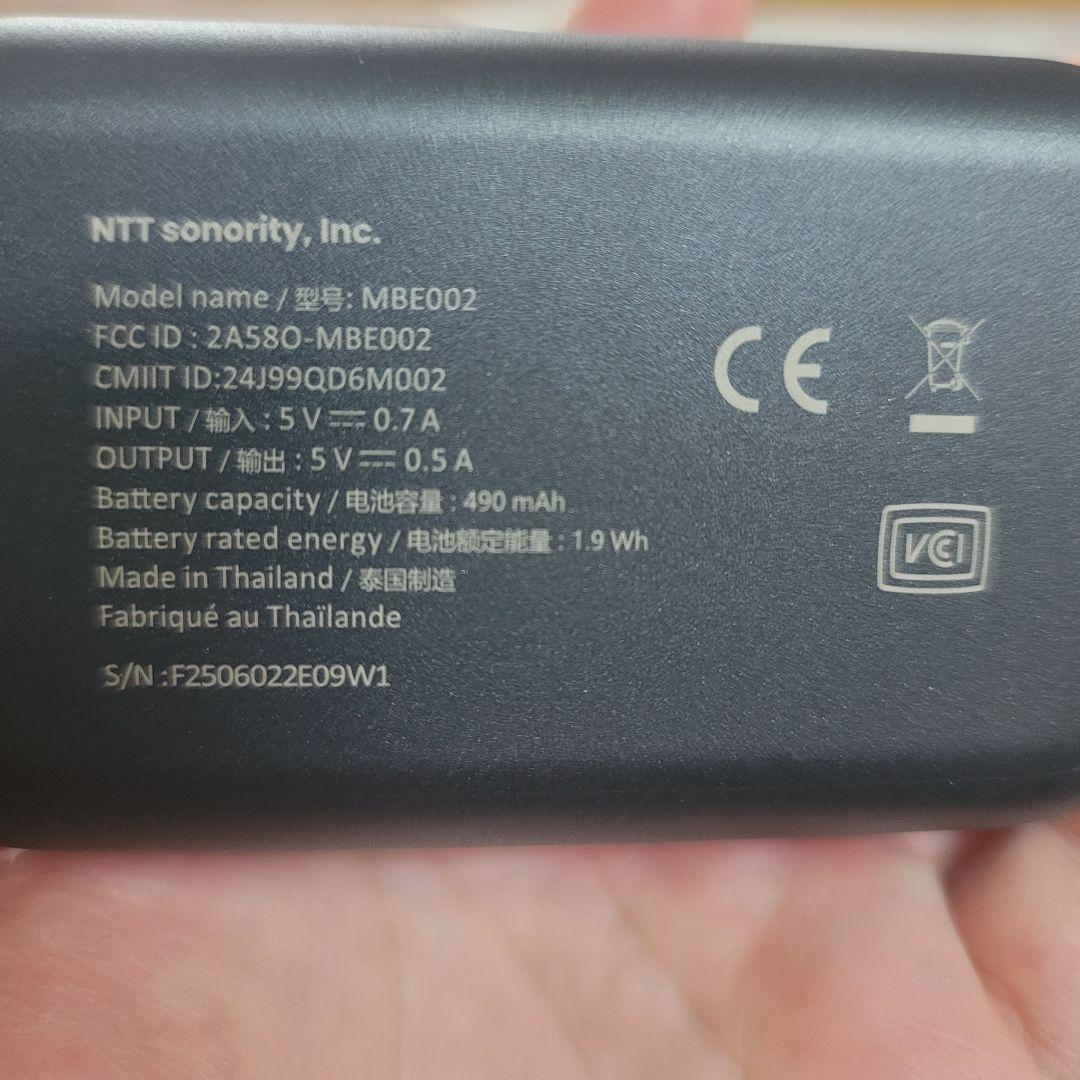 NTT sonority, Inc.
Model name / 型号: MBE002
FCC ID : 2A58O-MBE002
CMIIT ID:24J99QD6M002
INPUT / 输入 : 5 V ⎓ 0.7 A
OUTPUT / 输出 : 5 V ⎓ 0.5 A
Battery capacity / 电池容量 : 490 mAh
Battery rated energy / 电池额定能量 : 1.9 Wh
Made in Thailand / 泰国制造
Fabriqué au Thaïlande
S/N :F2506022E09W1
CE
VCCI